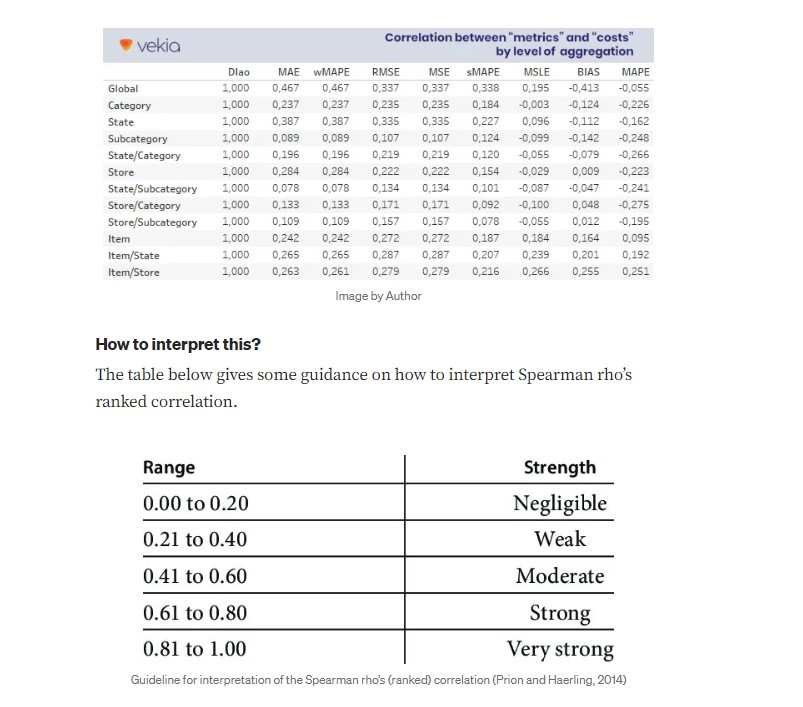 vekia
Correlation between "metrics" and "costs"
by level of aggregation
DIao MAE wMAPE RMSE MSE sMAPE MSLE BIAS MAPE
Global 1,000 0,467 0,467 0,337 0,337 0,338 0,195 -0,413 -0,055
Category 1,000 0,237 0,237 0,235 0,235 0,184 -0,003 -0,124 -0,226
State 1,000 0,387 0,387 0,335 0,335 0,227 0,096 -0,112 -0,162
Subcategory 1,000 0,089 0,089 0,107 0,107 0,124 -0,099 -0,142 -0,248
State/Category 1,000 0,196 0,196 0,219 0,219 0,120 -0,055 -0,079 -0,266
Store 1,000 0,284 0,284 0,222 0,222 0,154 -0,029 0,009 -0,223
State/Subcategory 1,000 0,078 0,078 0,134 0,134 0,101 -0,087 -0,047 -0,241
Store/Category 1,000 0,133 0,133 0,171 0,171 0,092 -0,100 0,048 -0,275
Store/Subcategory 1,000 0,109 0,109 0,157 0,157 0,078 -0,055 0,012 -0,195
Item 1,000 0,242 0,242 0,272 0,272 0,187 0,184 0,164 0,095
Item/State 1,000 0,265 0,265 0,287 0,287 0,207 0,239 0,201 0,192
Item/Store 1,000 0,263 0,261 0,279 0,279 0,216 0,266 0,255 0,251
Image by Author
How to interpret this?
The table below gives some guidance on how to interpret Spearman rho's
ranked correlation.
Range Strength
0.00 to 0.20 Negligible
0.21 to 0.40 Weak
0.41 to 0.60 Moderate
0.61 to 0.80 Strong
0.81 to 1.00 Very strong
Guideline for interpretation of the Spearman rho's (ranked) correlation (Prion and Haerling, 2014)